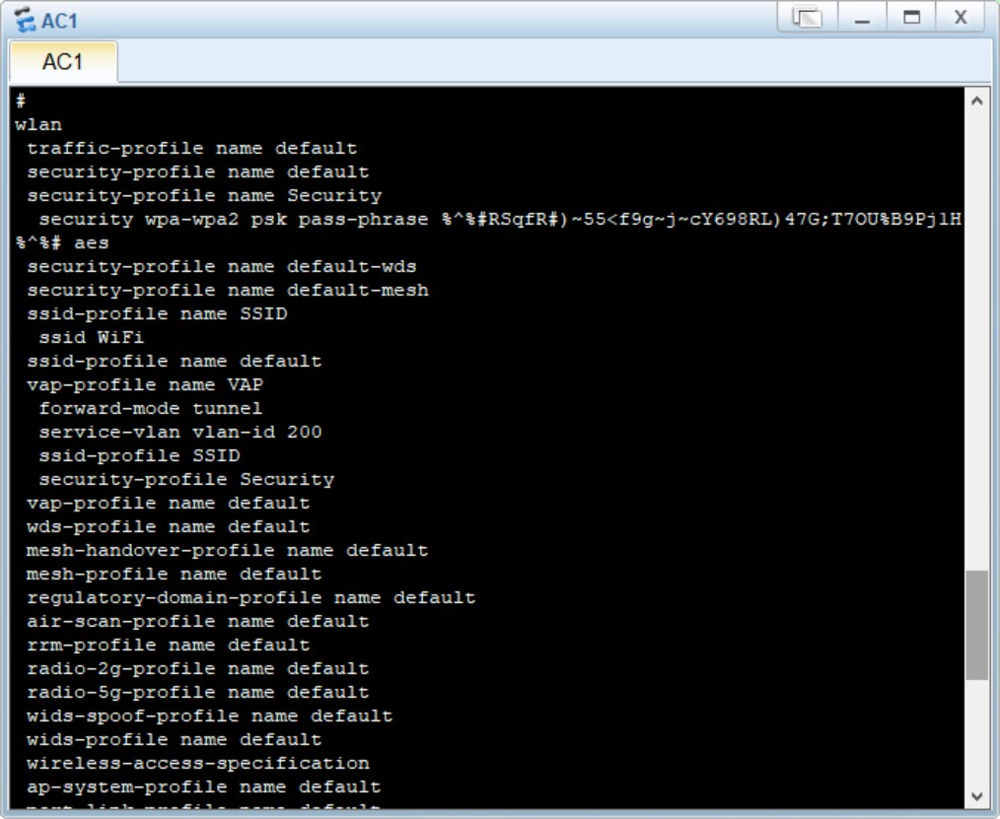 AC1
X
AC1
#
wlan
traffic-profile name default
security-profile name default
security-profile name Security
security wpa-wpa2 psk pass-phrase %^%#RSqfR#)~55<f9g~j~cY698RL)47G;T7OU%B9PjlH
%^%# aes
security-profile name default-wds
security-profile name default-mesh
ssid-profile name SSID
ssid WiFi
ssid-profile name default
vap-profile name VAP
forward-mode tunnel
service-vlan vlan-id 200
ssid-profile SSID
security-profile Security
vap-profile name default
wds-profile name default
mesh-handover-profile name default
mesh-profile name default
regulatory-domain-profile name default
air-scan-profile name default
rrm-profile name default
radio-2g-profile name default
radio-5g-profile name default
wids-spoof-profile name default
wids-profile name default
wireless-access-specification
ap-system-profile name default
port-link-profile name default